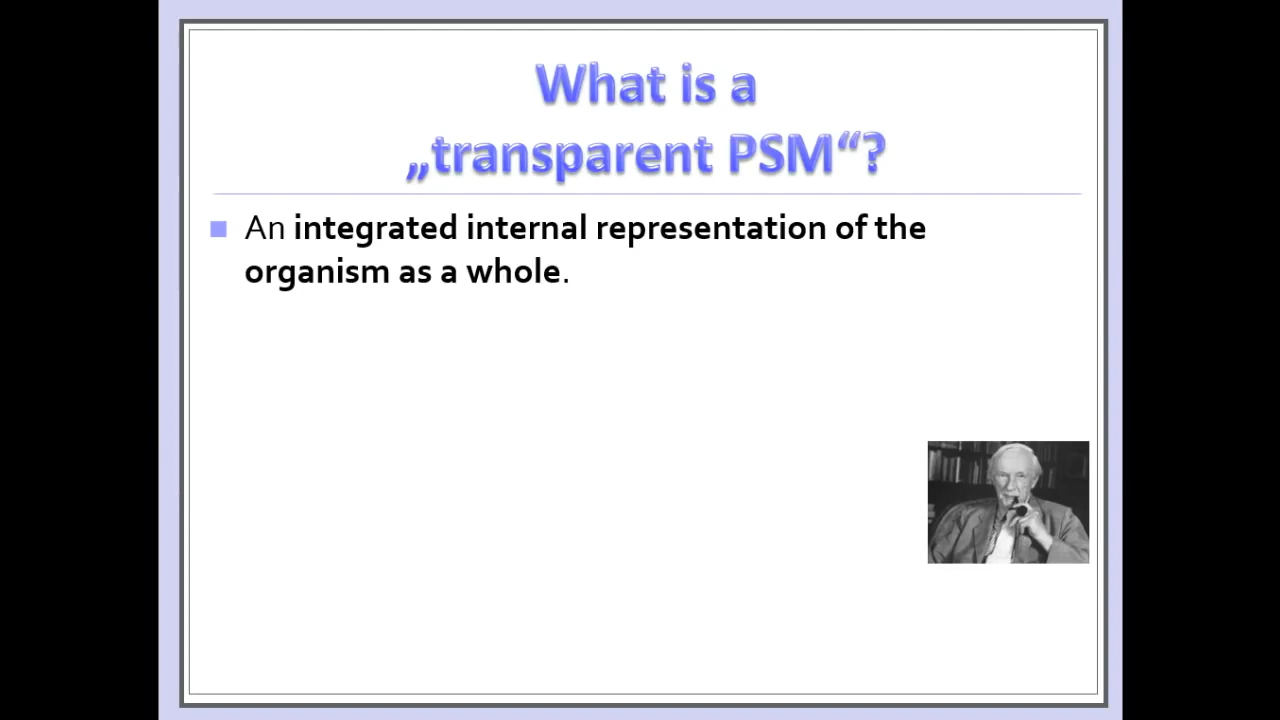 What is a
„transparent PSM“?
An integrated internal representation of the
organism as a whole.